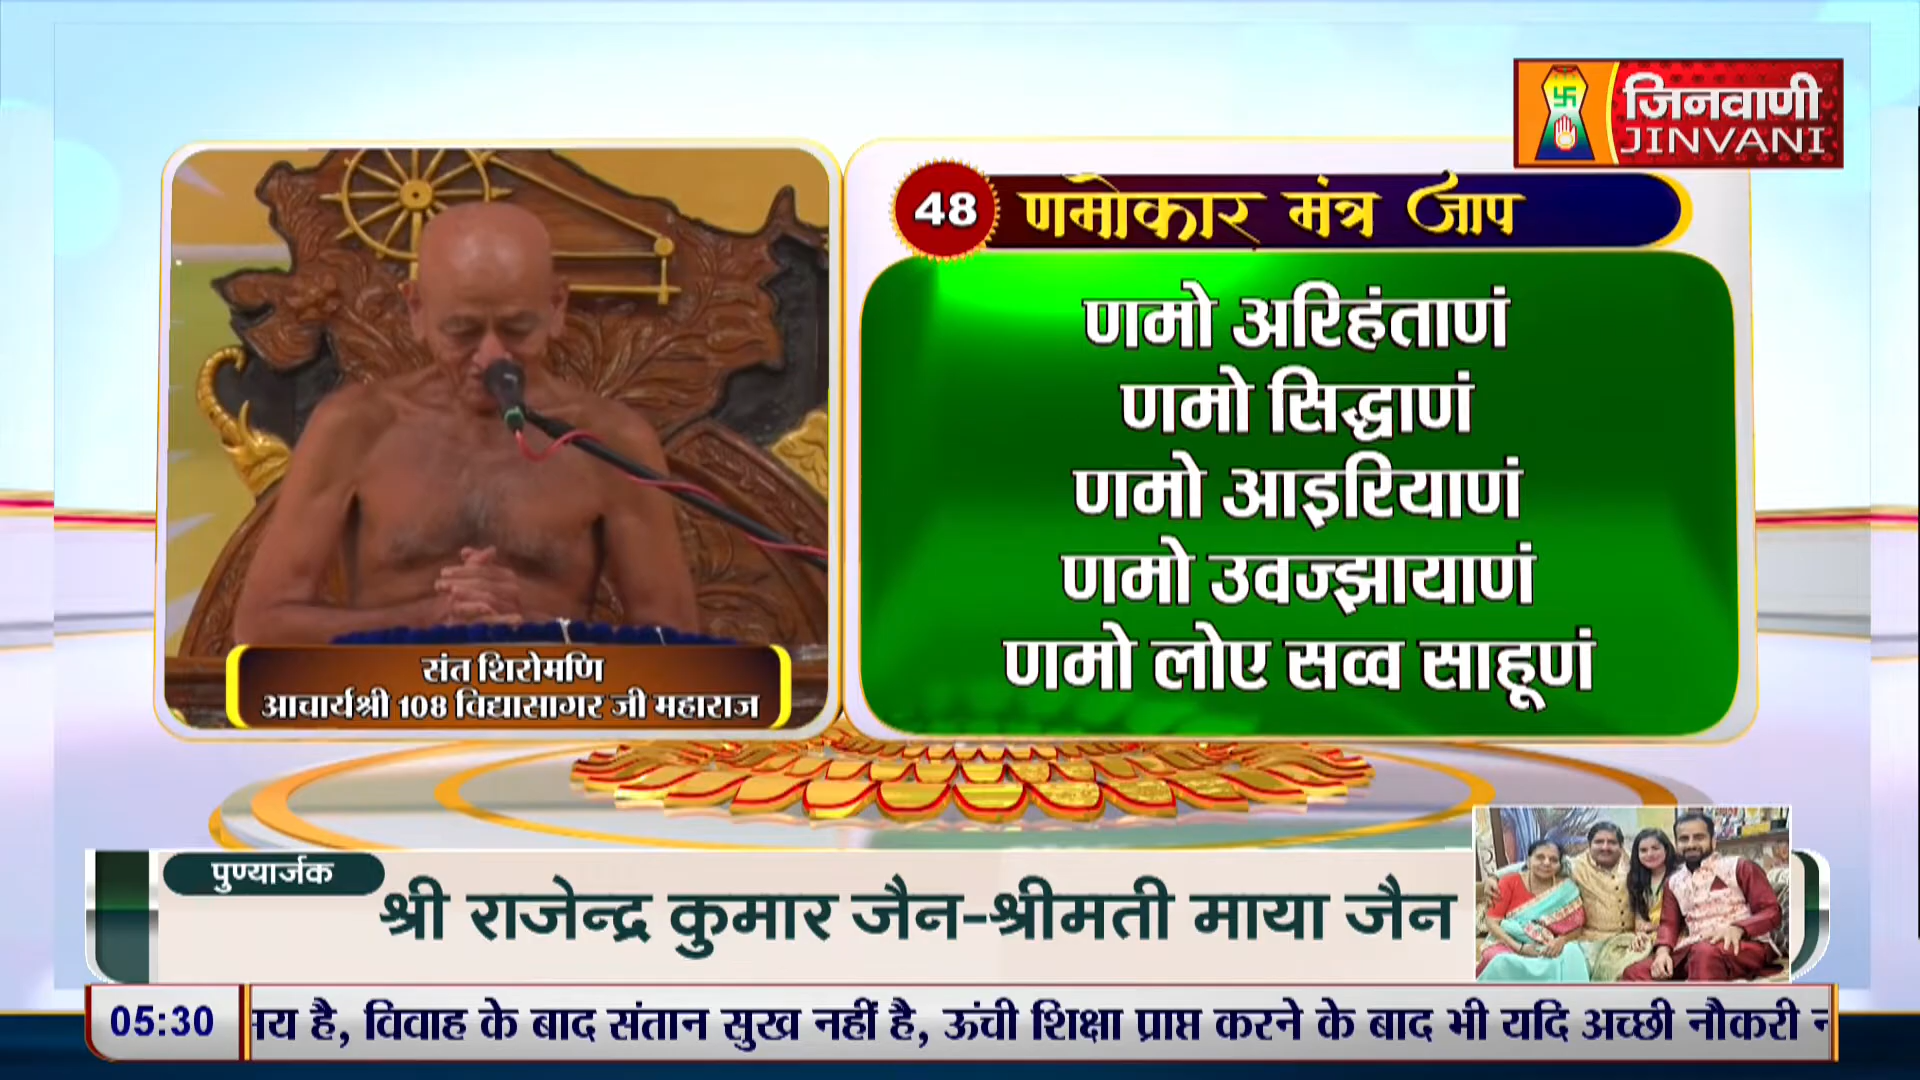 जिनवाणी
JINVANI
48 णमोकार मंत्र जाप
णमो अरिहंताणं
णमो सिद्धाणं
णमो आइरियाणं
णमो उवज्झायाणं
णमो लोए सव्व साहूणं
संत शिरोमणि
आचार्यश्री 108 विद्यासागर जी महाराज
पुण्यार्जक
श्री राजेन्द्र कुमार जैन-श्रीमती माया जैन
05:30 है, विवाह के बाद संतान सुख नहीं है, ऊंची शिक्षा प्राप्त करने के बाद भी यदि अच्छी नौकरी